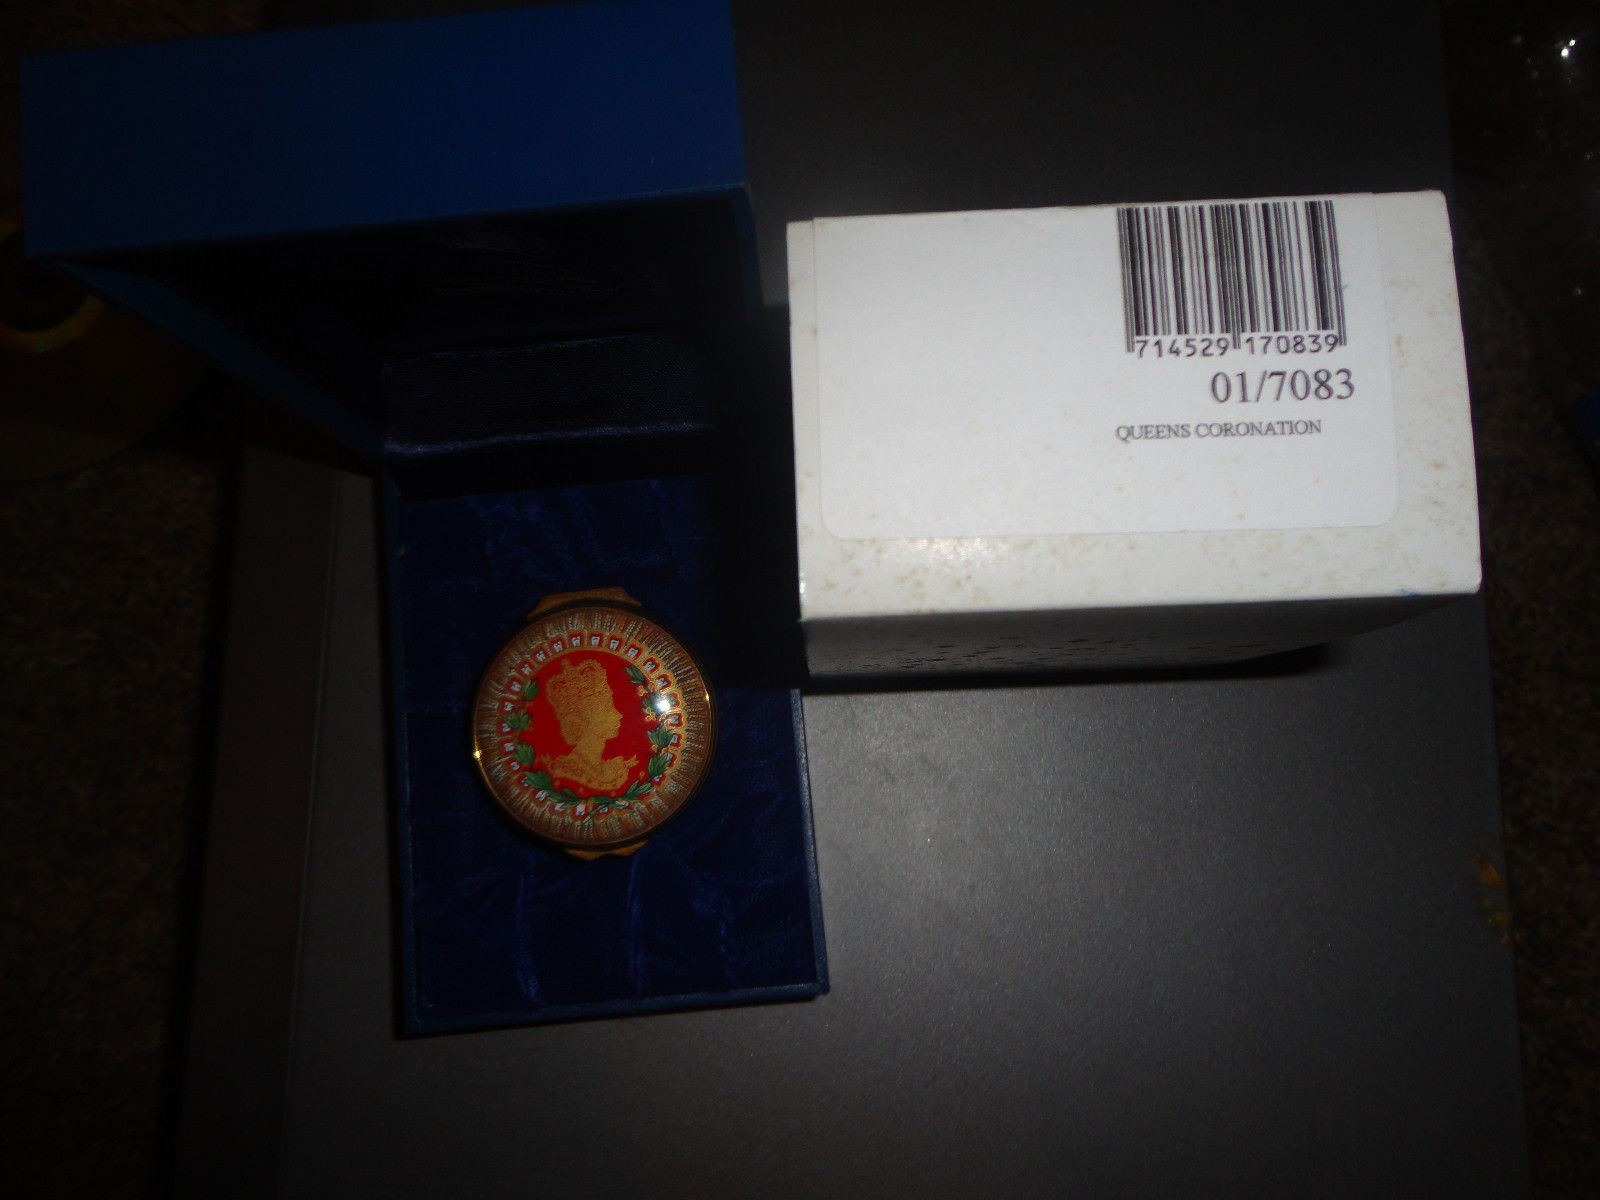 714529 170839
01/7083
QUEENS CORONATION